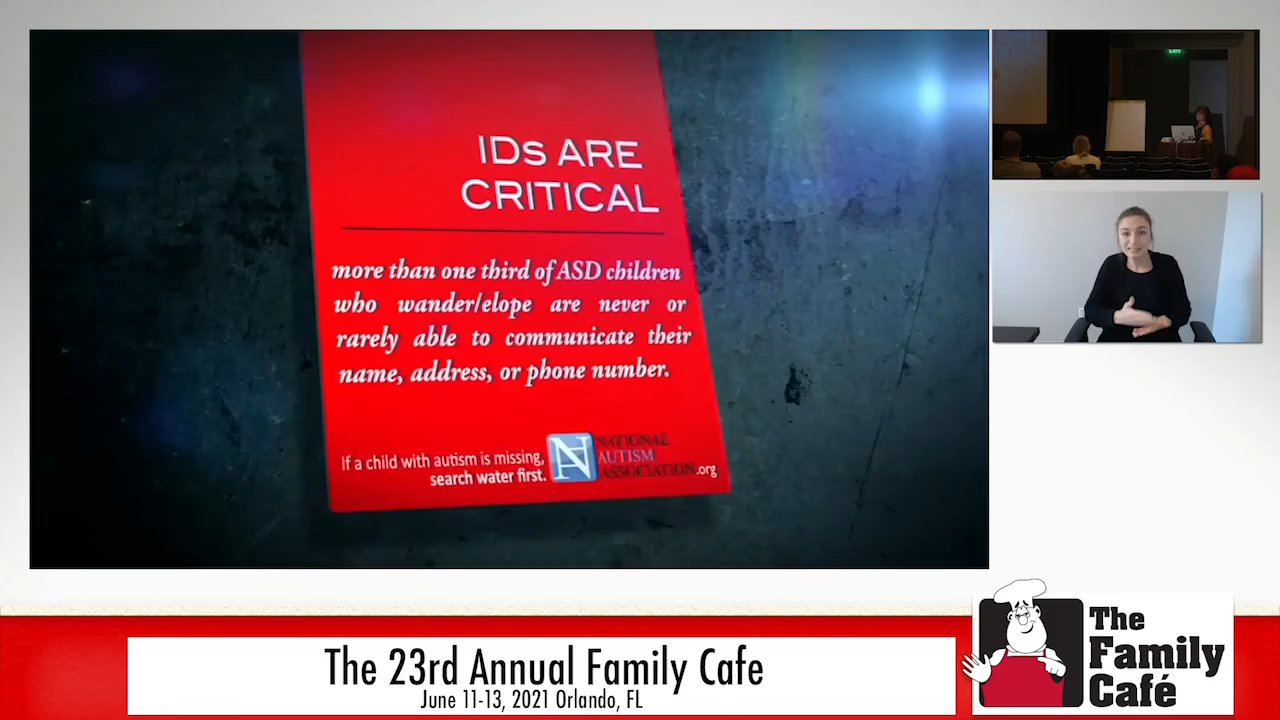 IDs ARE
CRITICAL
more than one third of ASD children
who wander/elope are never or
rarely able to communicate their
name, address, or phone number.
If a child with autism is missing,
search water first.
NATIONAL
AUTISM
ASSOCIATION.org
The 23rd Annual Family Cafe
June 11-13, 2021 Orlando, FL
The
Family
Café